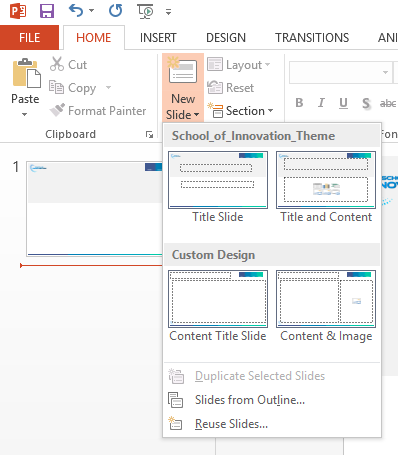 FILE HOME INSERT DESIGN TRANSITIONS ANI
Paste
Cut
Copy
Format Painter
Clipboard
New
Slide
Layout
Reset
Section
B I U S abc
Fon
School_of_Innovation_Theme
Title Slide Title and Content
Custom Design
Content Title Slide Content & Image
Duplicate Selected Slides
Slides from Outline...
Reuse Slides...
1